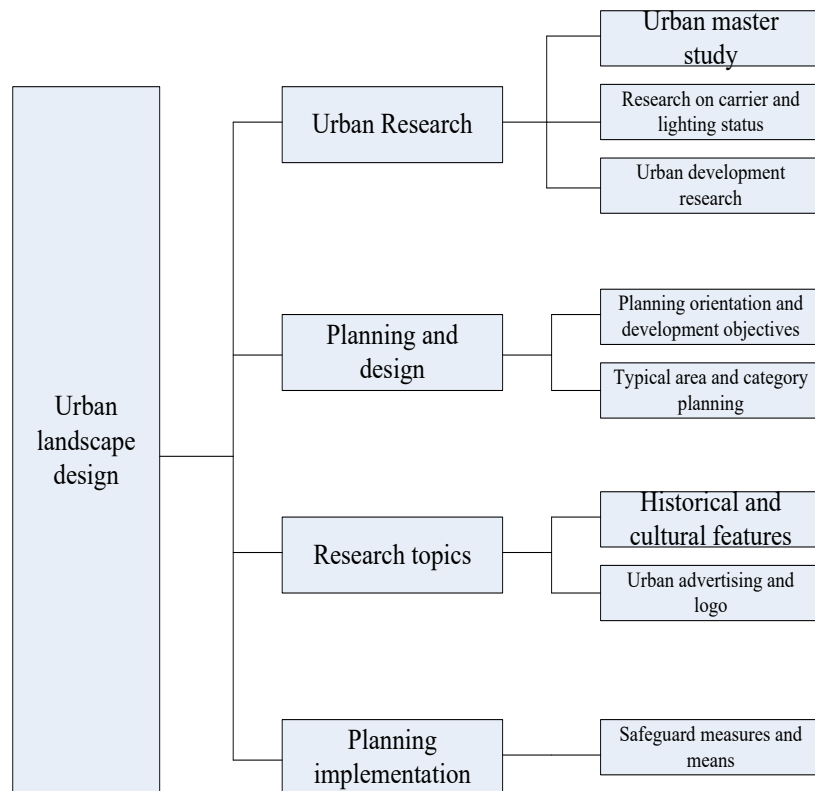 Urban
landscape
design
Urban Research
Urban master
study
Research on carrier and
lighting status
Urban development
research
Planning and
design
Planning orientation and
development objectives
Typical area and category
planning
Research topics
Historical and
cultural features
Urban advertising and
logo
Planning
implementation
Safeguard measures and
means